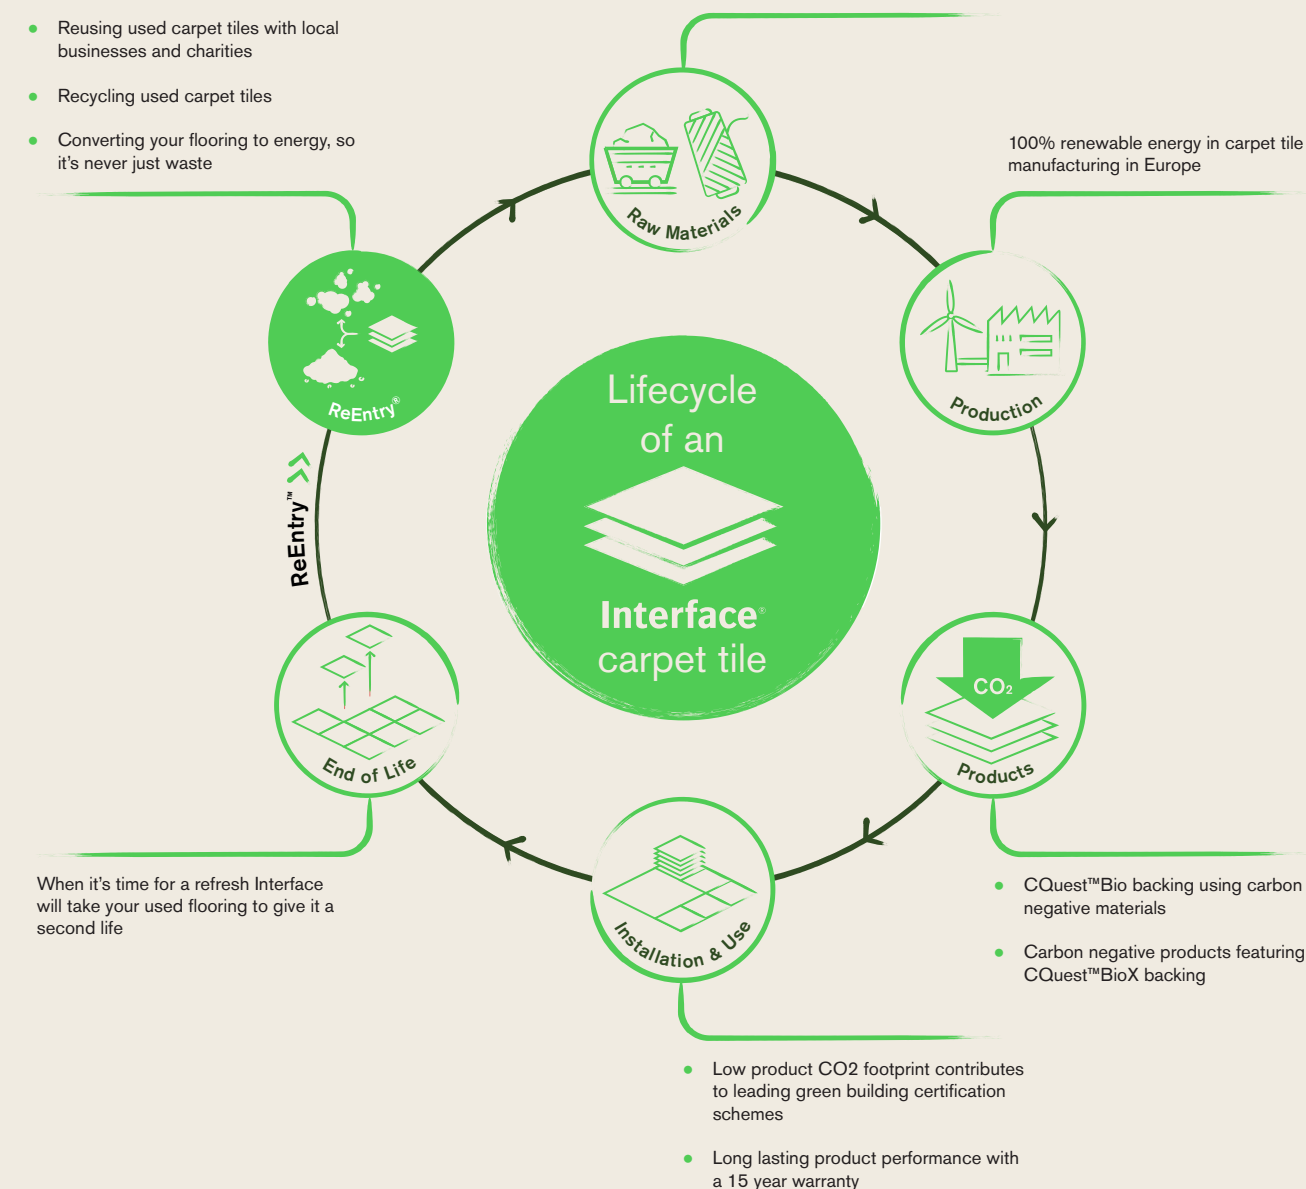 Reusing used carpet tiles with local
businesses and charities
Recycling used carpet tiles
Converting your flooring to energy, so
it's never just waste
Raw Materials
100% renewable energy in carpet tile
manufacturing in Europe
Production
ReEntry®
ReEntry™
Lifecycle
of an
Interface®
carpet tile
CO₂
Products
End of Life
Installation & Use
When it's time for a refresh Interface
will take your used flooring to give it a
second life
CQuest™Bio backing using carbon
negative materials
Carbon negative products featuring
CQuest™BioX backing
Low product CO2 footprint contributes
to leading green building certification
schemes
Long lasting product performance with
a 15 year warranty